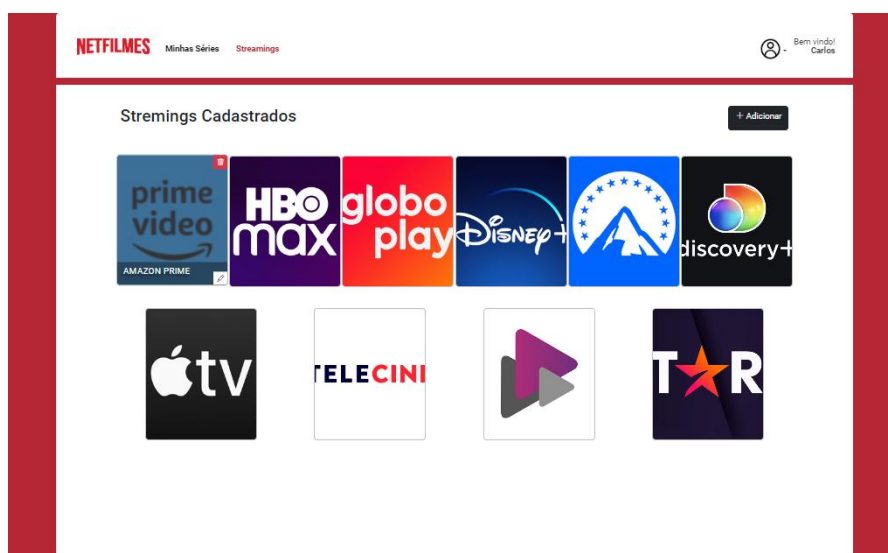 NETFILMES Minhas Séries Streamings
Bem vindo!
Carlos
Stremings Cadastrados
+ Adicionar
prime
video
AMAZON PRIME
HBO
max
globo
play
Disney+
discovery+
tv
TELECINE
T★R